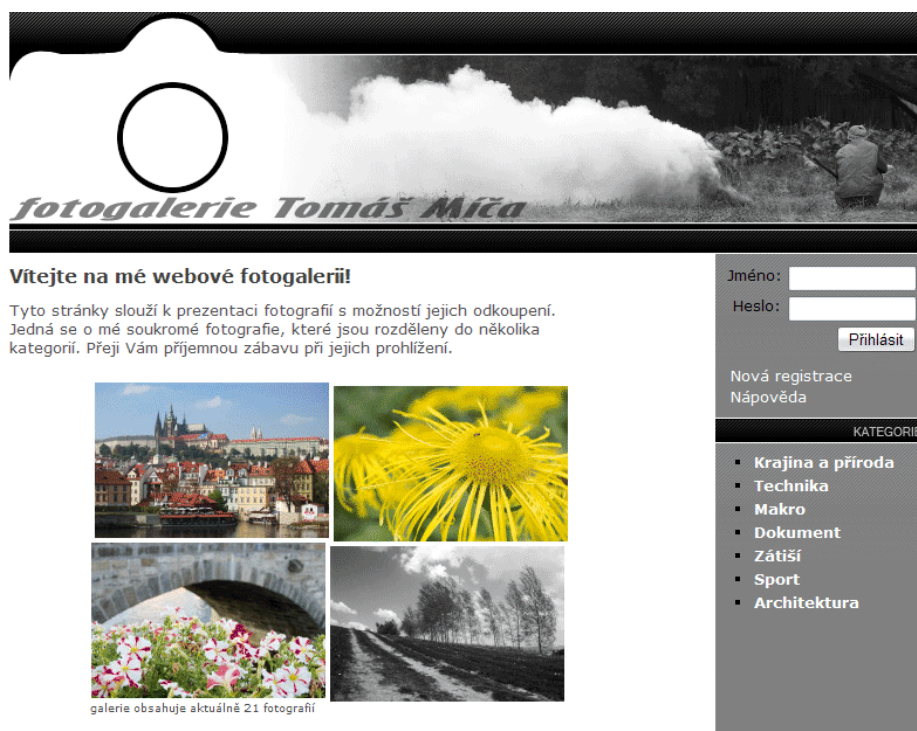 fotogalerie Tomáš Míča
Vítejte na mé webové fotogalerii!
Tyto stránky slouží k prezentaci fotografií s možností jejich odkoupení.
Jedná se o mé soukromé fotografie, které jsou rozděleny do několika
kategorií. Přeji Vám příjemnou zábavu při jejich prohlížení.
galerie obsahuje aktuálně 21 fotografií
Jméno:
Heslo:
Přihlásit
Nová registrace
Nápověda
KATEGORIE
Krajina a příroda
Technika
Makro
Dokument
Zátiší
Sport
Architektura